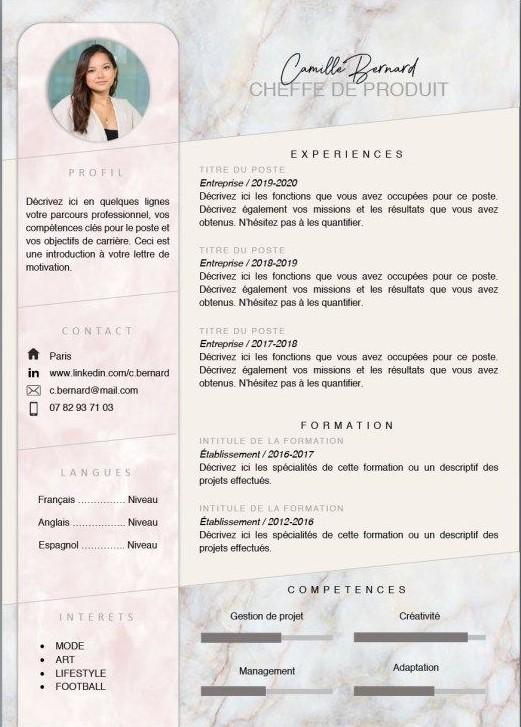 Camille Bernard
CHEFFE DE PRODUIT
PROFIL
Décrivez ici en quelques lignes
votre parcours professionnel, vos
compétences clés pour le poste et
vos objectifs de carrière. Ceci est
une introduction à votre lettre de
motivation.
CONTACT
Paris
www.linkedin.com/c.bernard
c.bernard@mail.com
07 82 93 71 03
LANGUES
Français ............... Niveau
Anglais ................. Niveau
Espagnol .............. Niveau
INTERÊTS
• MODE
• ART
• LIFESTYLE
• FOOTBALL
EXPERIENCES
TITRE DU POSTE
Entreprise / 2019-2020
Décrivez ici les fonctions que vous avez occupées pour ce poste.
Décrivez également vos missions et les résultats que vous avez
obtenus. N'hésitez pas à les quantifier.
TITRE DU POSTE
Entreprise / 2018-2019
Décrivez ici les fonctions que vous avez occupées pour ce poste.
Décrivez également vos missions et les résultats que vous avez
obtenus. N'hésitez pas à les quantifier.
TITRE DU POSTE
Entreprise / 2017-2018
Décrivez ici les fonctions que vous avez occupées pour ce poste.
Décrivez également vos missions et les résultats que vous avez
obtenus. N'hésitez pas à les quantifier.
FORMATION
INTITULE DE LA FORMATION
Établissement / 2016-2017
Décrivez ici les spécialités de cette formation ou un descriptif des
projets effectués.
INTITULE DE LA FORMATION
Établissement / 2012-2016
Décrivez ici les spécialités de cette formation ou un descriptif des
projets effectués.
COMPETENCES
Gestion de projet
Créativité
Management
Adaptation